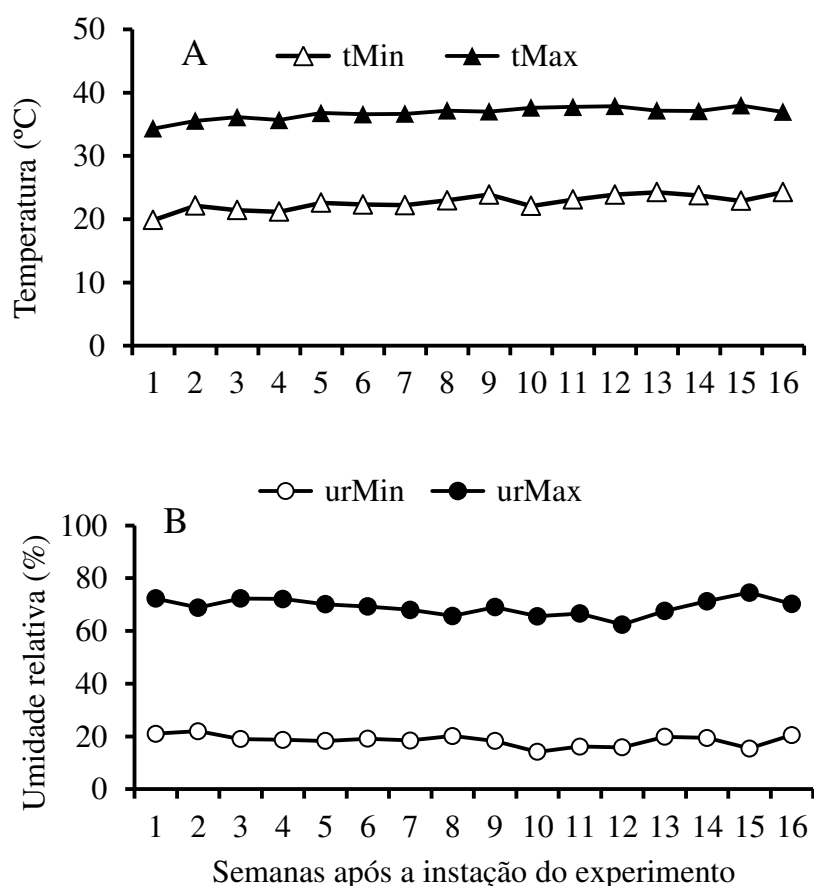 50
A
tMin
tMax
40
30
20
10
0
Temperatura (ºC)
1 2 3 4 5 6 7 8 9 10 11 12 13 14 15 16
urMin
urMax
100
B
80
60
40
20
0
Umidade relativa (%)
1 2 3 4 5 6 7 8 9 10 11 12 13 14 15 16
Semanas após a instação do experimento